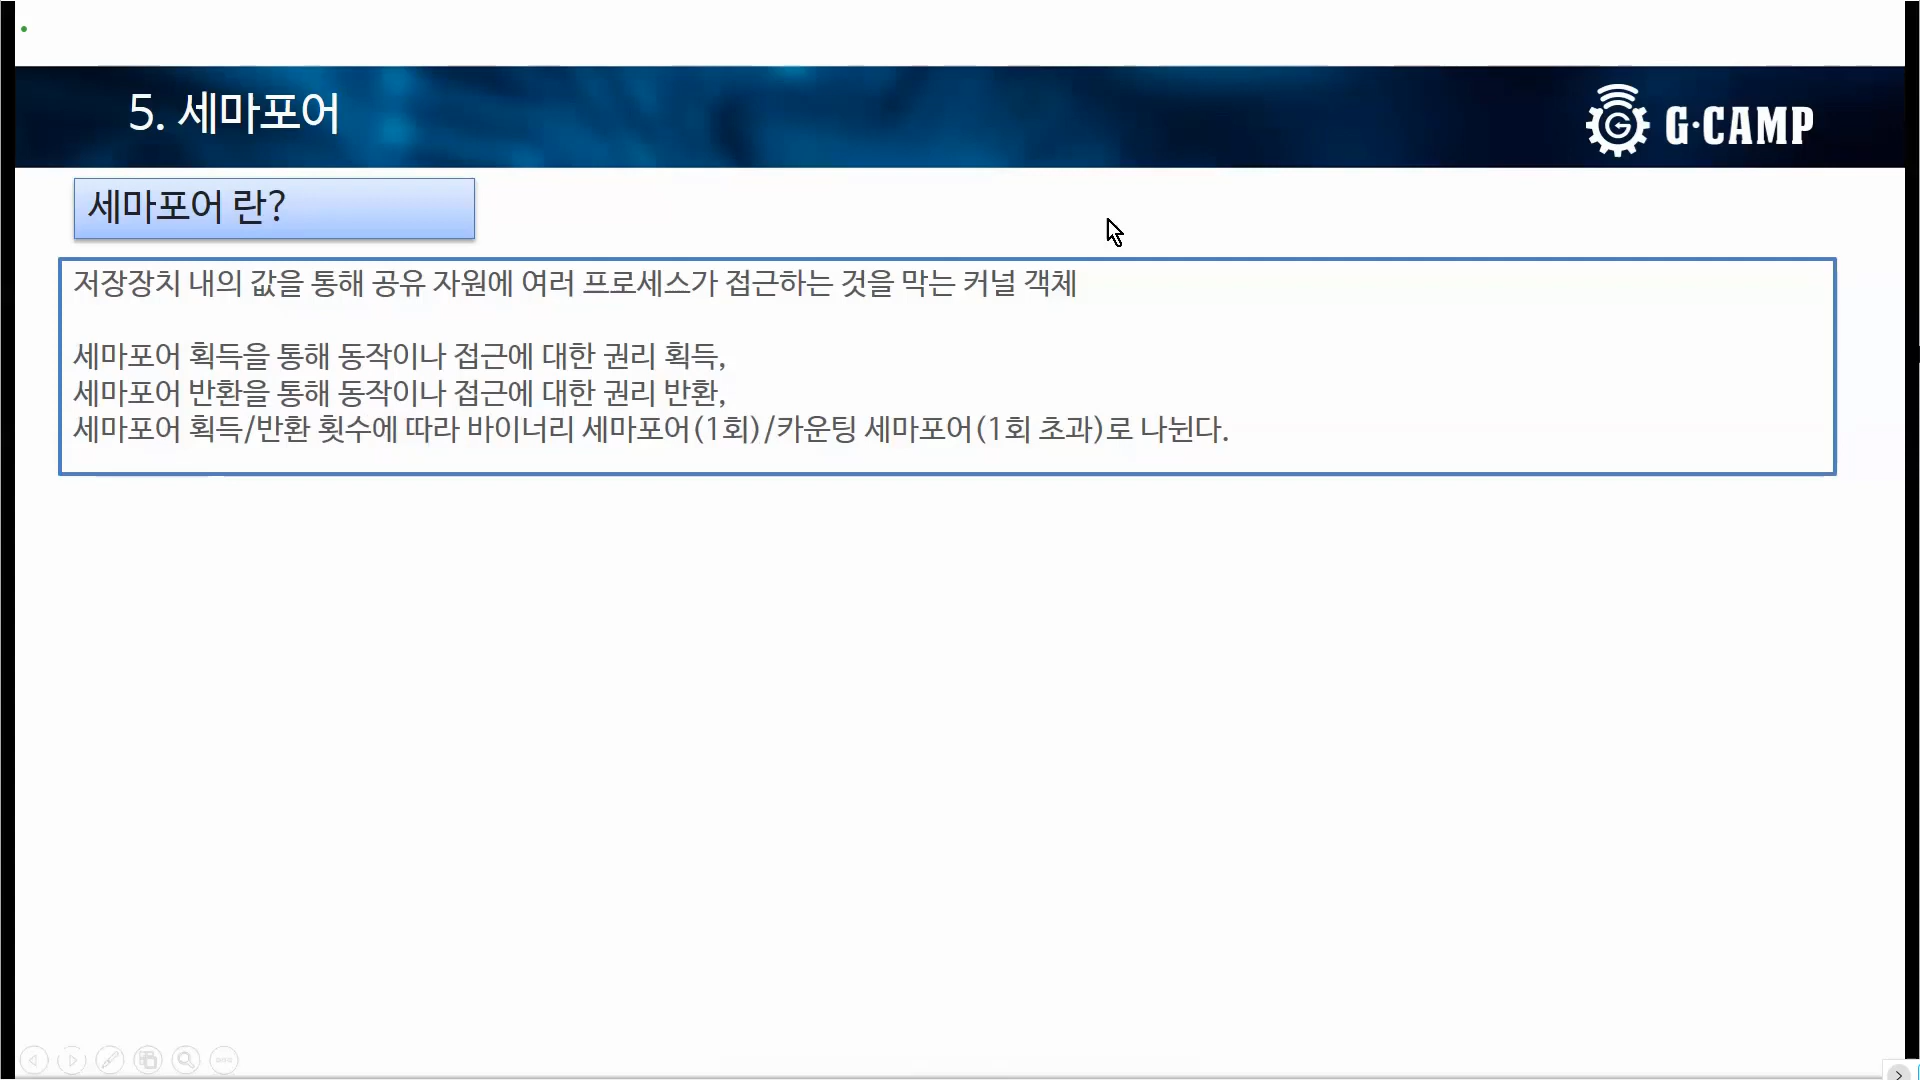 5. 세마포어
G·CAMP
세마포어 란?
저장장치 내의 값을 통해 공유 자원에 여러 프로세스가 접근하는 것을 막는 커널 객체
세마포어 획득을 통해 동작이나 접근에 대한 권리 획득,
세마포어 반환을 통해 동작이나 접근에 대한 권리 반환,
세마포어 획득/반환 횟수에 따라 바이너리 세마포어(1회)/카운팅 세마포어(1회 초과)로 나뉜다.